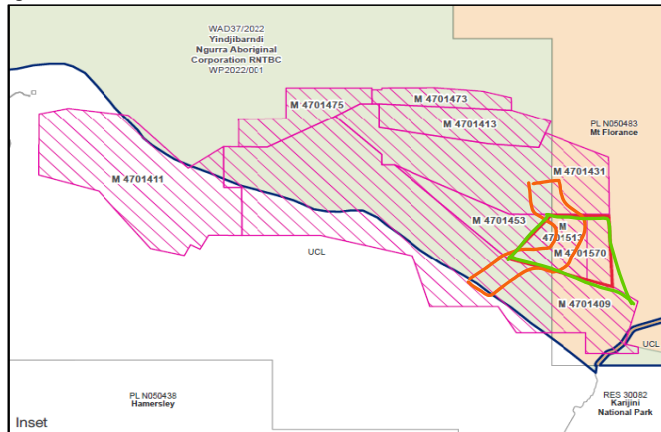 WAD37/2022
Yindjibarndi
Ngurra Aboriginal
Corporation RNTBC
WP2022/001
M 4701475
M 4701473
M 4701413
PL N050483
Mt Florance
M 4701411
M 4701431
M 4701453
M
4701513
M 4701570
UCL
M 4701409
UCL
PL N050438
Hamersley
RES 30082
Karijini
National Park
Inset